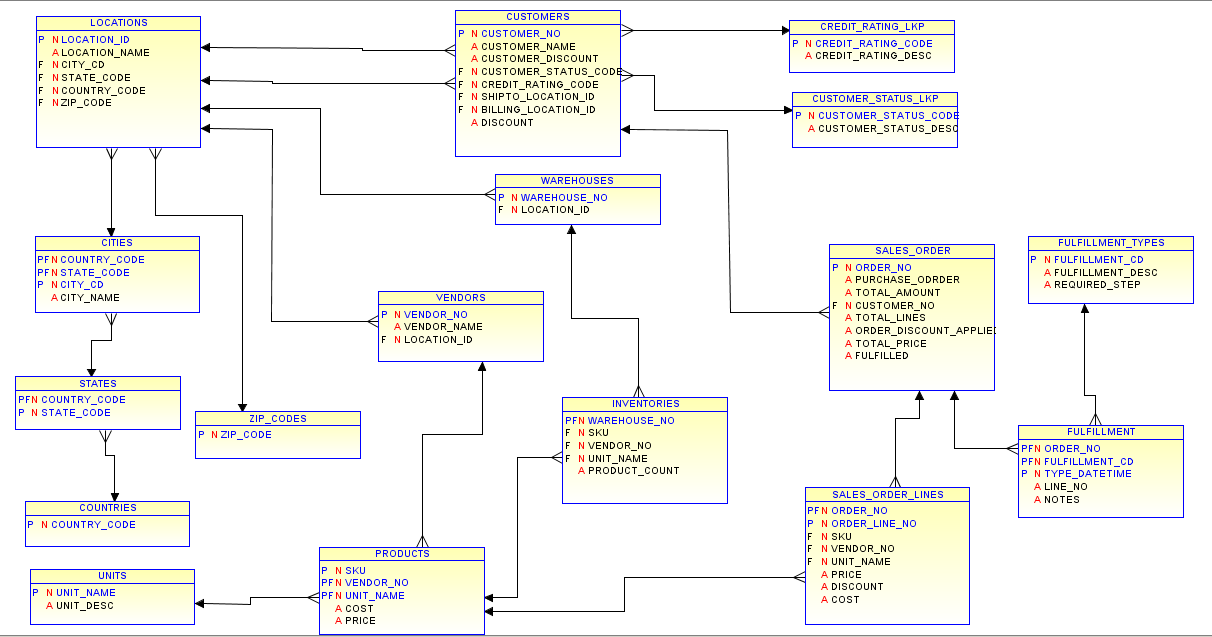 LOCATIONS
P N LOCATION_ID
A LOCATION_NAME
F N CITY_CD
F N STATE_CODE
F N COUNTRY_CODE
F N ZIP_CODE
CUSTOMERS
P N CUSTOMER_NO
A CUSTOMER_NAME
A CUSTOMER_DISCOUNT
F N CUSTOMER_STATUS_CODE
F N CREDIT_RATING_CODE
F N SHIPTO_LOCATION_ID
F N BILLING_LOCATION_ID
A DISCOUNT
CREDIT_RATING_LKP
P N CREDIT_RATING_CODE
A CREDIT_RATING_DESC
CUSTOMER_STATUS_LKP
P N CUSTOMER_STATUS_CODE
A CUSTOMER_STATUS_DESC
WAREHOUSES
P N WAREHOUSE_NO
F N LOCATION_ID
CITIES
PF N COUNTRY_CODE
PF N STATE_CODE
P N CITY_CD
A CITY_NAME
VENDORS
P N VENDOR_NO
A VENDOR_NAME
F N LOCATION_ID
SALES_ORDER
P N ORDER_NO
A PURCHASE_ODRDER
A TOTAL_AMOUNT
F N CUSTOMER_NO
A TOTAL_LINES
A ORDER_DISCOUNT_APPLIE
A TOTAL_PRICE
A FULFILLED
FULFILLMENT_TYPES
P N FULFILLMENT_CD
A FULFILLMENT_DESC
A REQUIRED_STEP
STATES
PF N COUNTRY_CODE
P N STATE_CODE
ZIP_CODES
P N ZIP_CODE
INVENTORIES
PF N WAREHOUSE_NO
F N SKU
F N VENDOR_NO
F N UNIT_NAME
A PRODUCT_COUNT
FULFILLMENT
PF N ORDER_NO
PF N FULFILLMENT_CD
P N TYPE_DATETIME
A LINE_NO
A NOTES
COUNTRIES
P N COUNTRY_CODE
SALES_ORDER_LINES
PF N ORDER_NO
P N ORDER_LINE_NO
F N SKU
F N VENDOR_NO
F N UNIT_NAME
A PRICE
A DISCOUNT
A COST
UNITS
P N UNIT_NAME
A UNIT_DESC
PRODUCTS
P N SKU
PF N VENDOR_NO
PF N UNIT_NAME
A COST
A PRICE